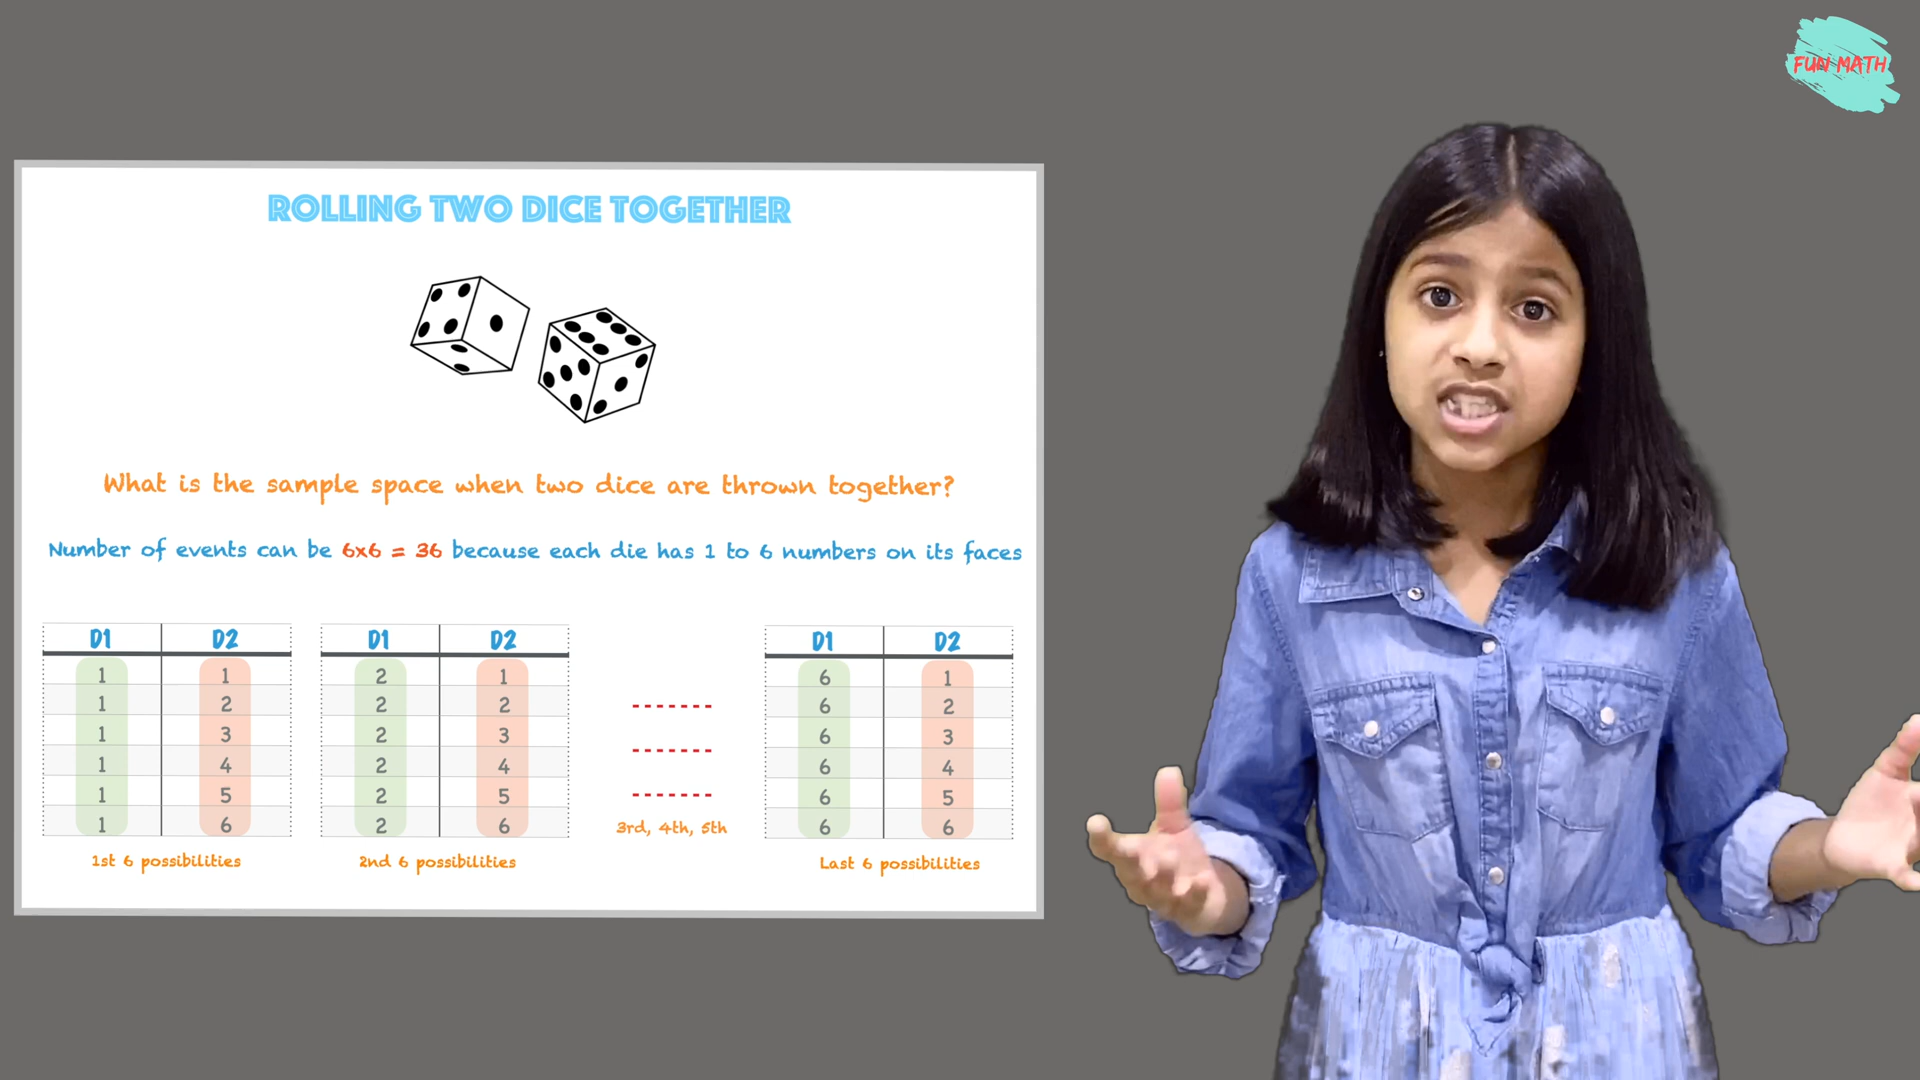 FUN MATH
ROLLING TWO DICE TOGETHER
What is the sample space when two dice are thrown together?
Number of events can be 6x6 = 36 because each die has 1 to 6 numbers on its faces
D1 D2
1 1
1 2
1 3
1 4
1 5
1 6
1st 6 possibilities
D1 D2
2 1
2 2
2 3
2 4
2 5
2 6
2nd 6 possibilities
-------
-------
-------
3rd, 4th, 5th
D1 D2
6 1
6 2
6 3
6 4
6 5
6 6
Last 6 possibilities